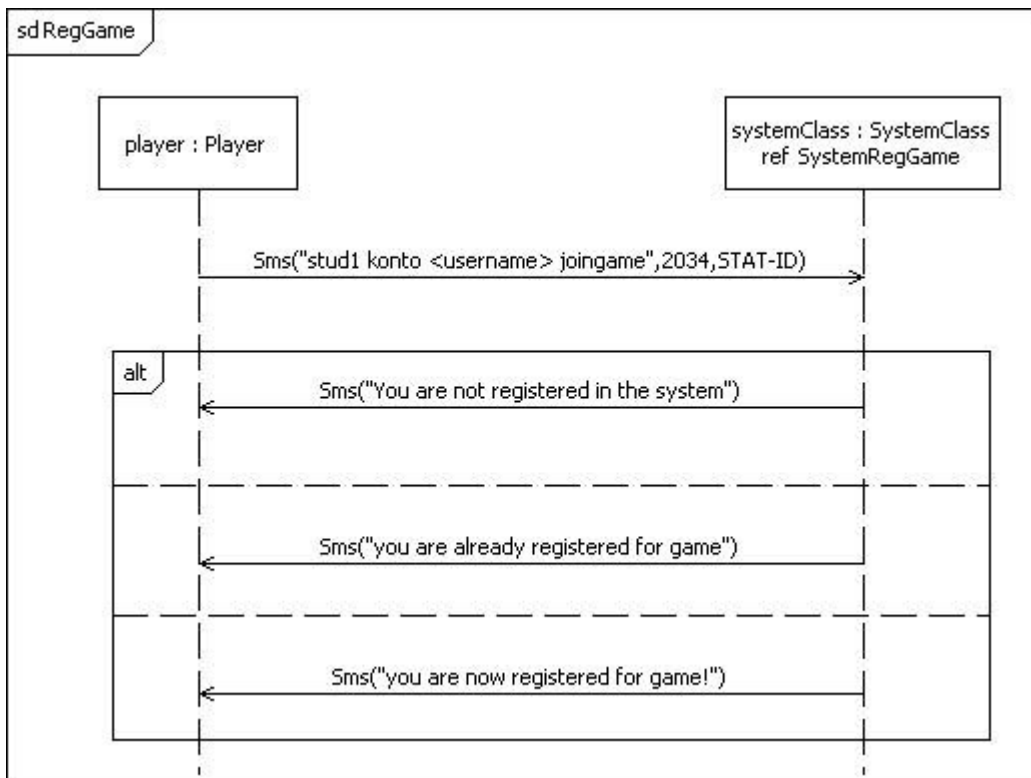 sd RegGame
player : Player
systemClass : SystemClass
ref SystemRegGame
Sms("stud1 konto <username> joingame",2034,STAT-ID)
alt
Sms("You are not registered in the system")
Sms("you are already registered for game")
Sms("you are now registered for game!")